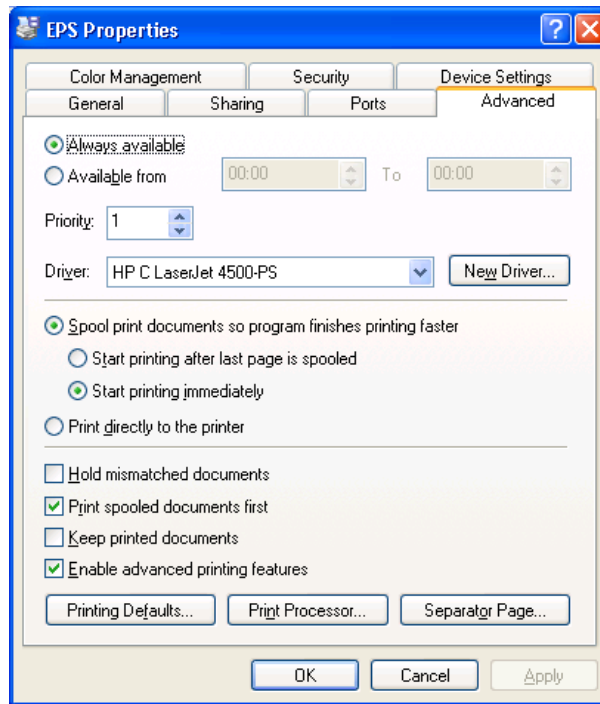 EPS Properties
Color Management Security Device Settings
General Sharing Ports Advanced
Always available
Available from 00:00 To 00:00
Priority: 1
Driver: HP C LaserJet 4500-PS New Driver...
Spool print documents so program finishes printing faster
Start printing after last page is spooled
Start printing immediately
Print directly to the printer
Hold mismatched documents
Print spooled documents first
Keep printed documents
Enable advanced printing features
Printing Defaults... Print Processor... Separator Page...
OK Cancel Apply